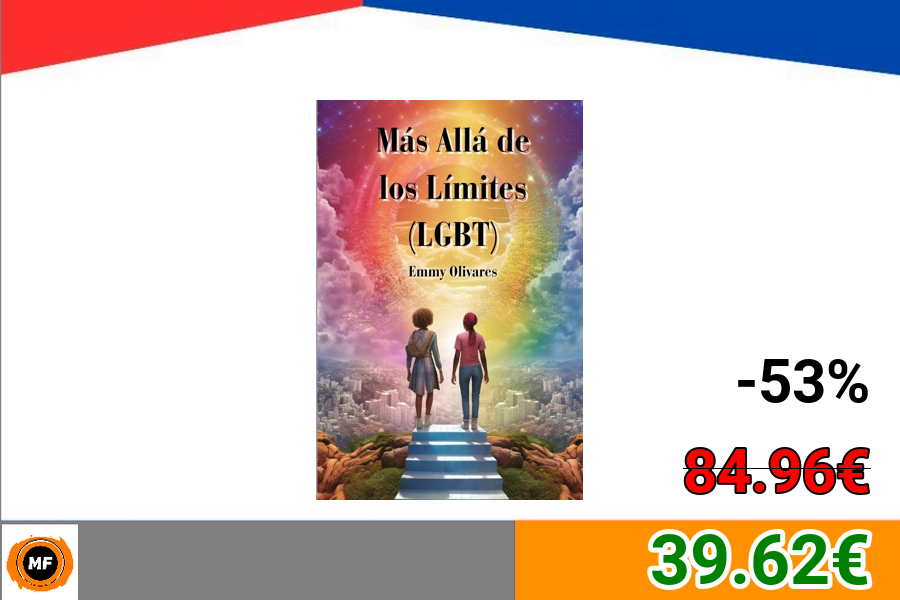 Más Allá de
los Límites
(LGBT)
Emmy Olivares
-53%
84.96€
MF
39.62€